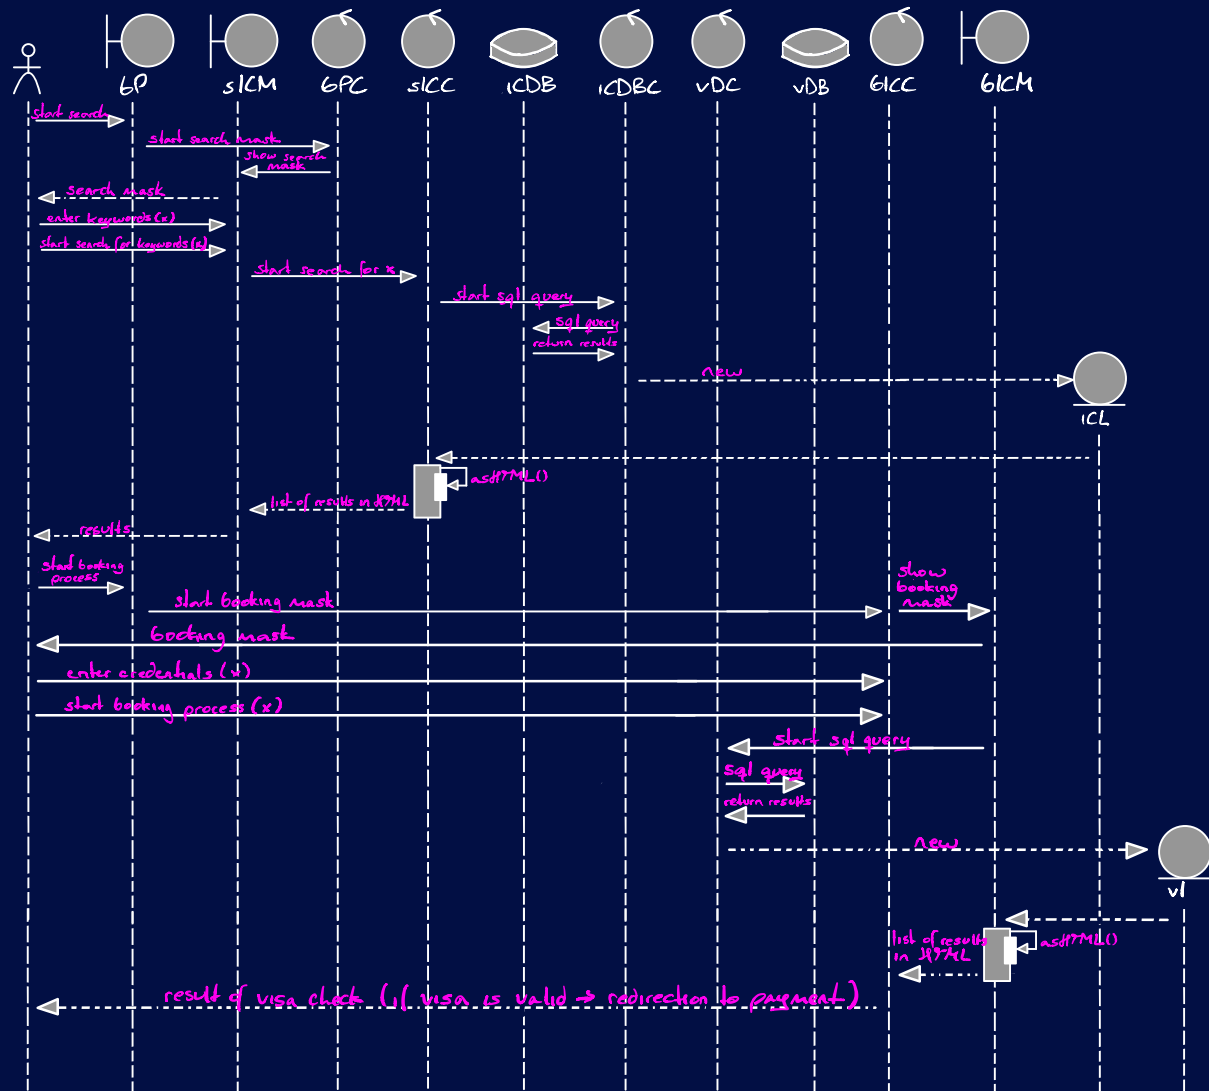 bP sICM bPC sICC ICDB ICDBC vDC vDB bICC bICM
start search
start search mask
show search
mask
search mask
enter keywords(x)
start search for keywords(x)
start search for x
start sql query
sql query
return results
new
ICL
asHTML()
list of results in HTML
results
start booking
process
show
booking
mask
start booking mask
booking mask
enter credentials (x)
start booking process (x)
start sql query
sql query
return results
new
vI
list of results
in HTML
asHTML()
result of visa check (if visa is valid → redirection to payment)